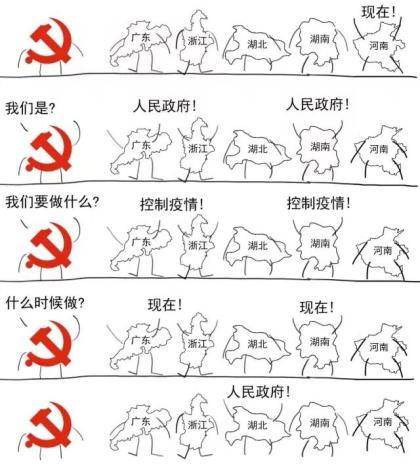 现在！
广东 浙江 湖北 湖南 河南
我们是？ 人民政府！ 人民政府！
广东 浙江 湖北 湖南 河南
我们要做什么？ 控制疫情！ 控制疫情！
广东 浙江 湖北 湖南 河南
什么时候做？ 现在！ 现在！
广东 浙江 湖北 湖南 河南
人民政府！
广东 浙江 湖北 湖南 河南